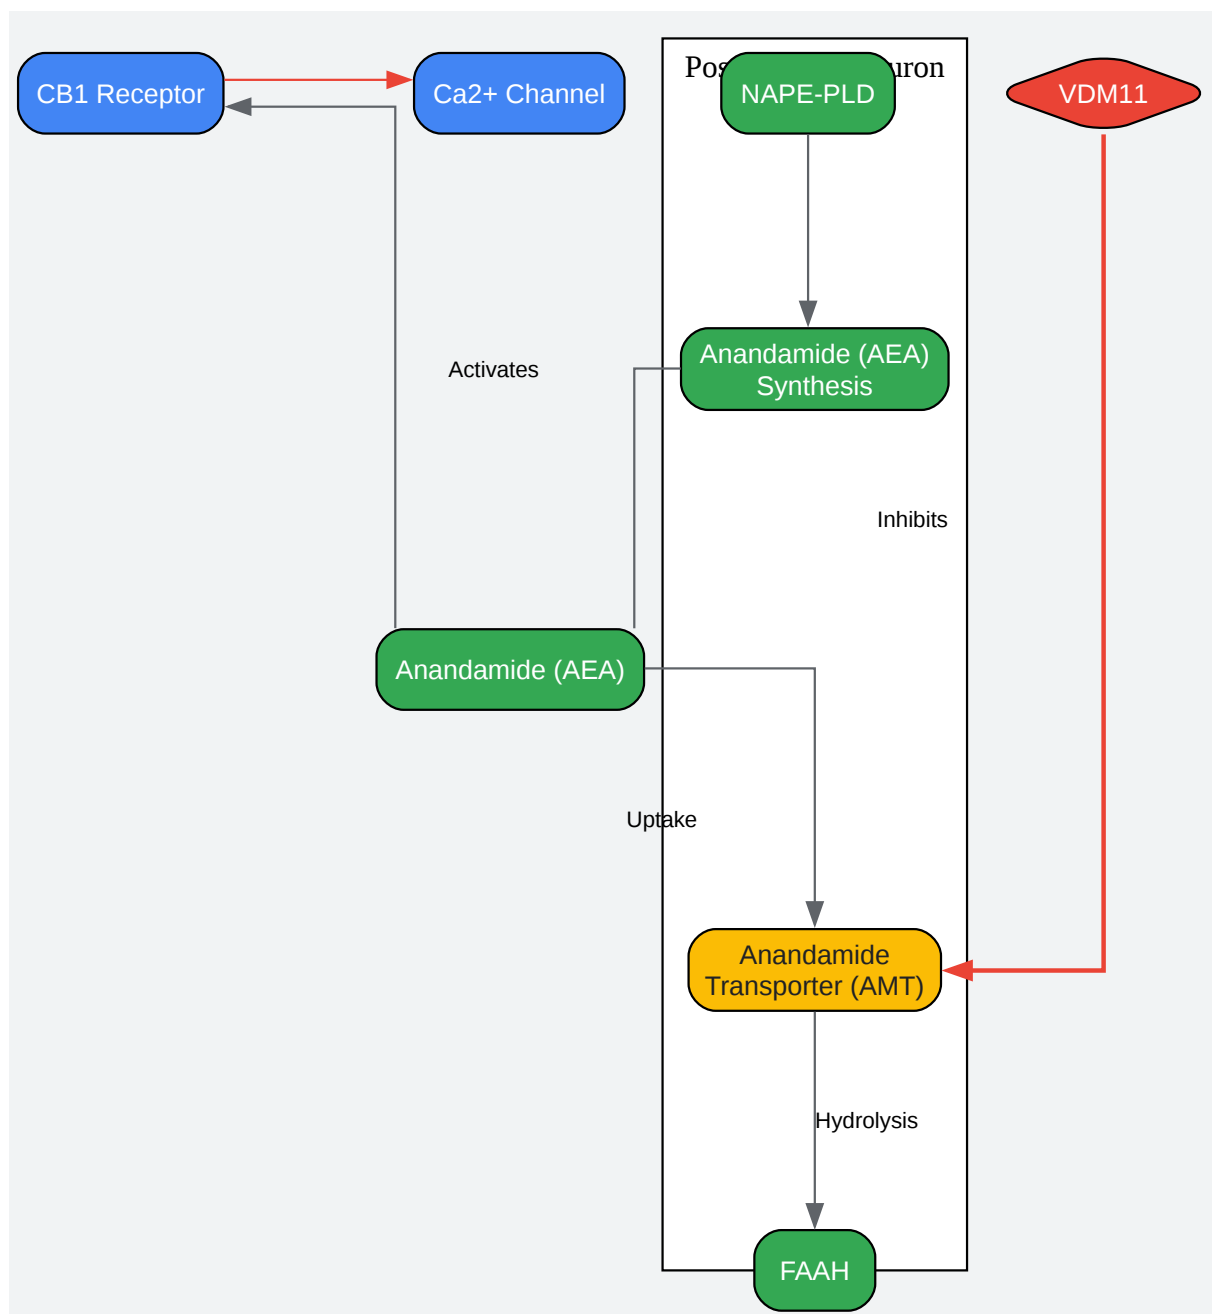 CB1 Receptor
Ca2+ Channel
NAPE-PLD
VDM11
Anandamide (AEA)
Synthesis
Activates
Inhibits
Anandamide (AEA)
Uptake
Anandamide
Transporter (AMT)
Hydrolysis
FAAH